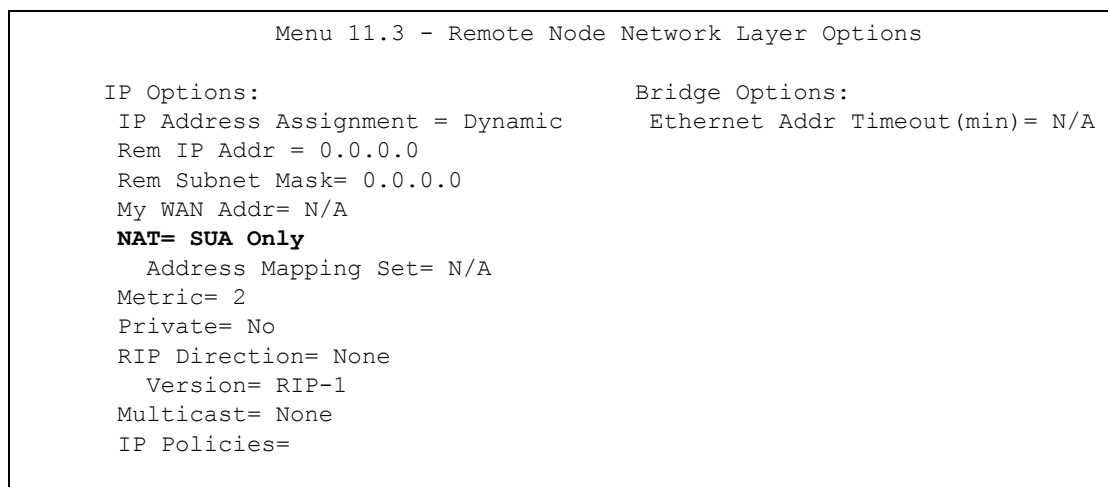 Menu 11.3 - Remote Node Network Layer Options
IP Options: Bridge Options:
IP Address Assignment = Dynamic Ethernet Addr Timeout(min)= N/A
Rem IP Addr = 0.0.0.0
Rem Subnet Mask= 0.0.0.0
My WAN Addr= N/A
NAT= SUA Only
Address Mapping Set= N/A
Metric= 2
Private= No
RIP Direction= None
Version= RIP-1
Multicast= None
IP Policies=